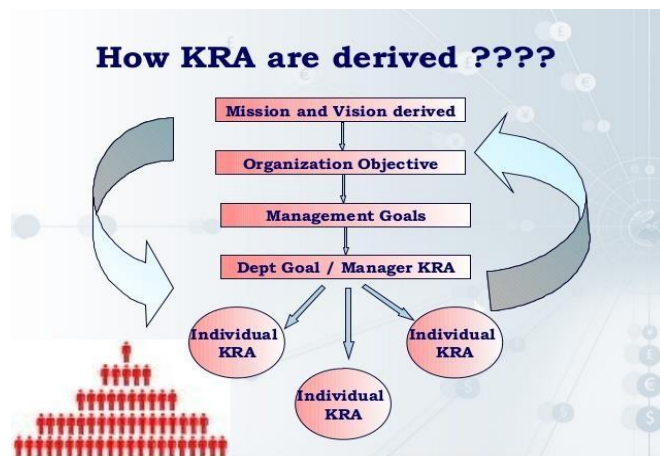 How KRA are derived ????
Mission and Vision derived
Organization Objective
Management Goals
Dept Goal / Manager KRA
Individual
KRA
Individual
KRA
Individual
KRA